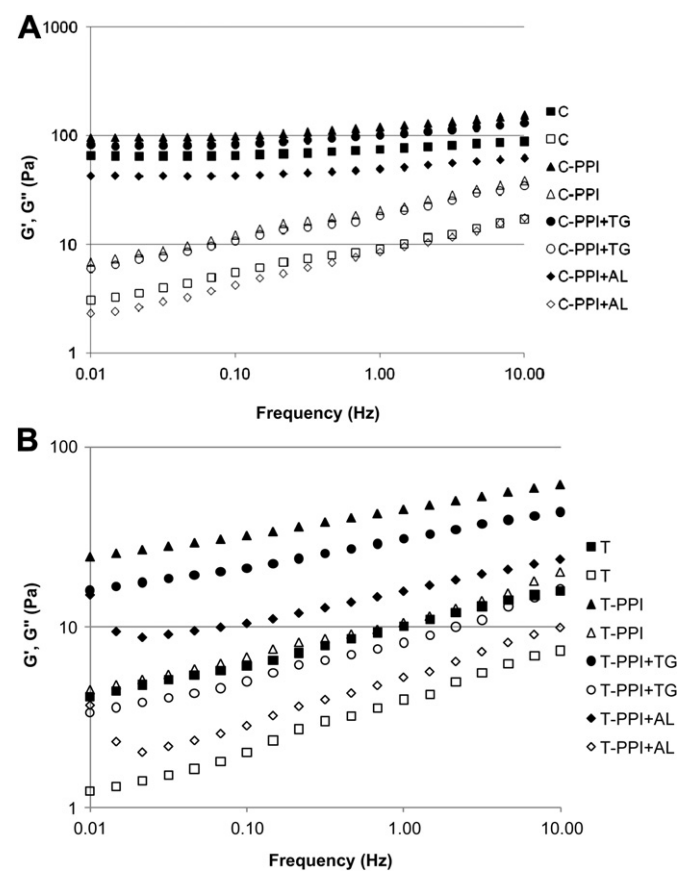 A
1000
100
10
1
G', G" (Pa)
0.01 0.10 1.00 10.00
Frequency (Hz)
C
C
C-PPI
C-PPI
C-PPI+TG
C-PPI+TG
C-PPI+AL
C-PPI+AL
B
100
10
1
G', G" (Pa)
0.01 0.10 1.00 10.00
Frequency (Hz)
T
T
T-PPI
T-PPI
T-PPI+TG
T-PPI+TG
T-PPI+AL
T-PPI+AL